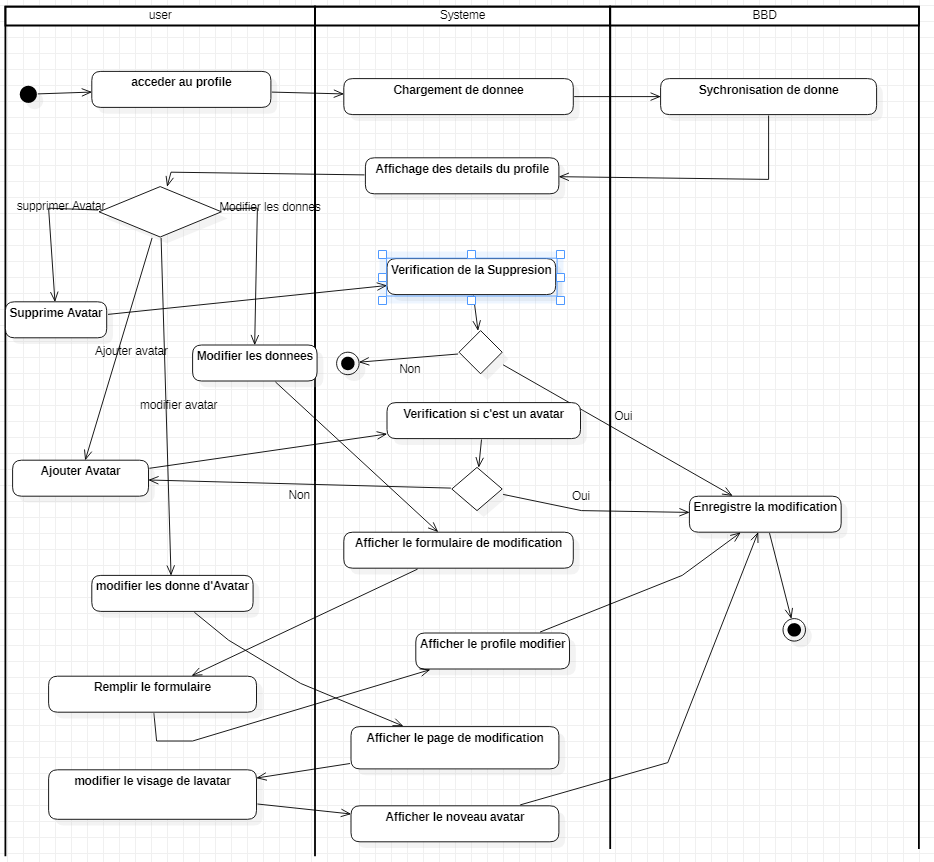 user
Systeme
BBD
acceder au profile
Chargement de donnee
Sychronisation de donne
Affichage des details du profile
supprimer Avatar
Modifier les donnes
Verification de la Suppresion
Supprime Avatar
Ajouter avatar
Modifier les donnees
Non
modifier avatar
Verification si c'est un avatar
Oui
Ajouter Avatar
Non
Oui
Enregistre la modification
Afficher le formulaire de modification
modifier les donne d'Avatar
Afficher le profile modifier
Remplir le formulaire
Afficher le page de modification
modifier le visage de lavatar
Afficher le noveau avatar